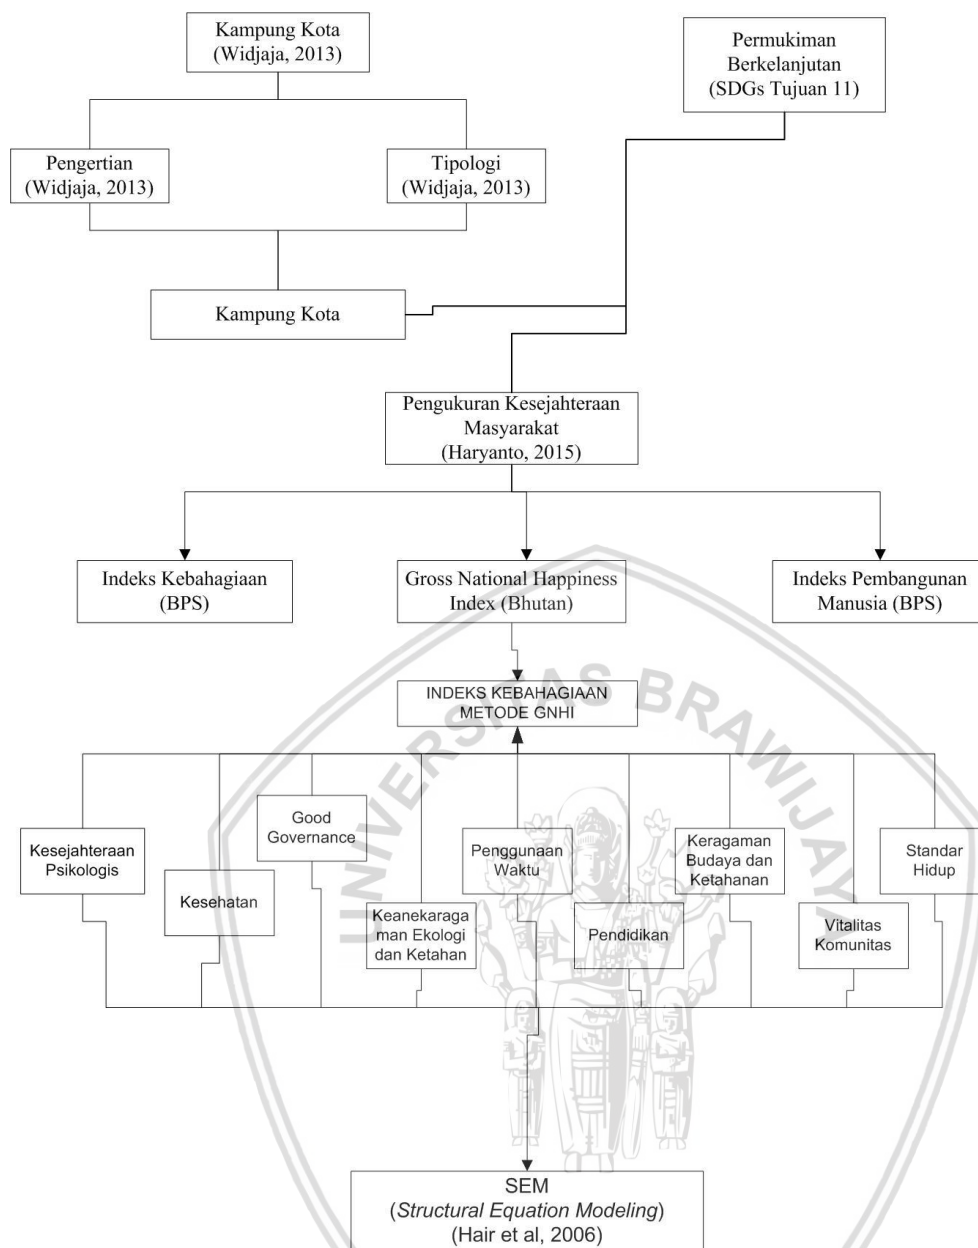 Kampung Kota
(Widjaja, 2013)
Permukiman
Berkelanjutan
(SDGs Tujuan 11)
Pengertian
(Widjaja, 2013)
Tipologi
(Widjaja, 2013)
Kampung Kota
Pengukuran Kesejahteraan
Masyarakat
(Haryanto, 2015)
Indeks Kebahagiaan
(BPS)
Gross National Happiness
Index (Bhutan)
Indeks Pembangunan
Manusia (BPS)
INDEKS KEBAHAGIAAN
METODE GNHI
UNIVERSITAS BRAWIJAYA
Kesejahteraan
Psikologis
Kesehatan
Good
Governance
Keanekaraga
man Ekologi
dan Ketahan
Penggunaan
Waktu
Pendidikan
Keragaman
Budaya dan
Ketahanan
Vitalitas
Komunitas
Standar
Hidup
SEM
(Structural Equation Modeling)
(Hair et al, 2006)